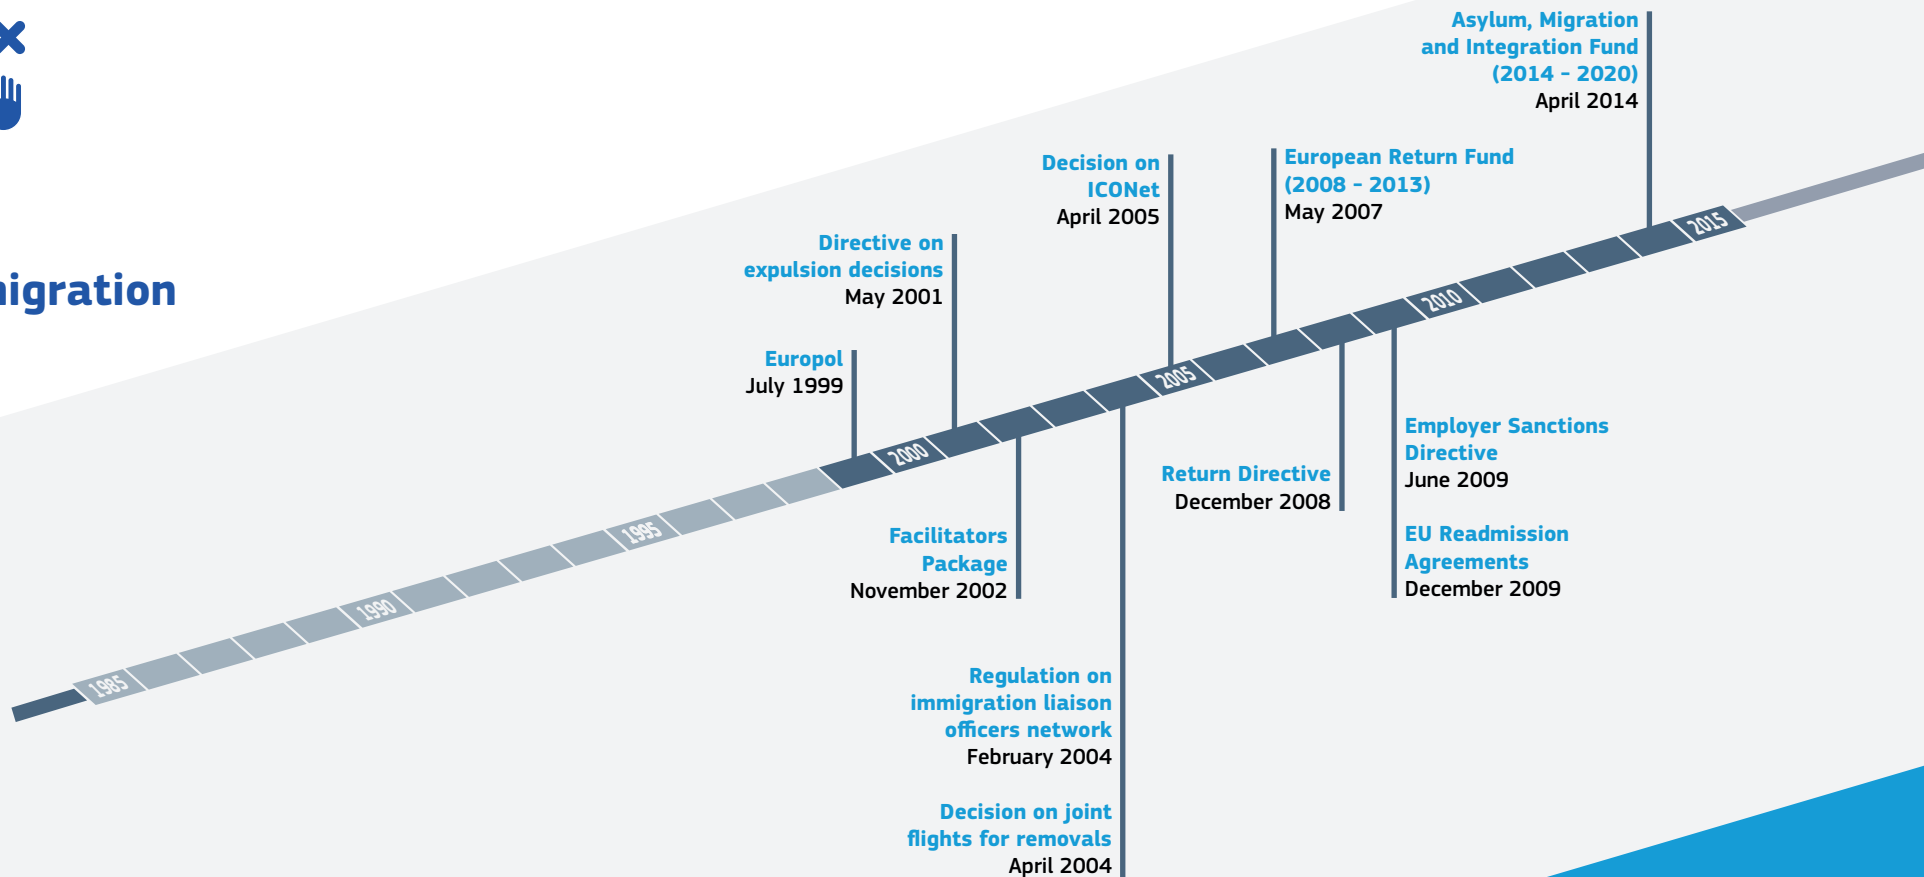 Asylum, Migration
and Integration Fund
(2014 - 2020)
April 2014
Decision on
ICONet
April 2005
European Return Fund
(2008 - 2013)
May 2007
Directive on
expulsion decisions
May 2001
Europol
July 1999
2015
2010
2005
2000
1995
1990
1985
Employer Sanctions
Directive
June 2009
Return Directive
December 2008
EU Readmission
Agreements
December 2009
Facilitators
Package
November 2002
Regulation on
immigration liaison
officers network
February 2004
Decision on joint
flights for removals
April 2004